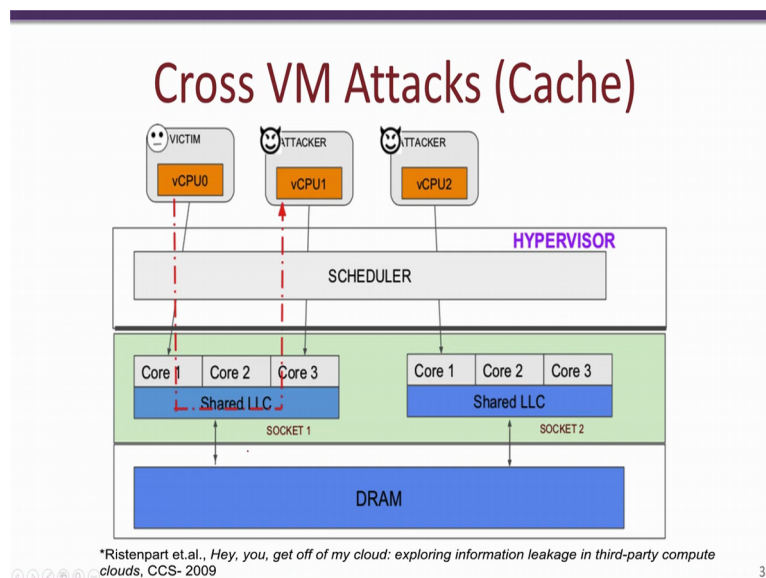 Cross VM Attacks (Cache)
VICTIM
ATTACKER
ATTACKER
vCPU0
vCPU1
vCPU2
HYPERVISOR
SCHEDULER
Core 1
Core 2
Core 3
Core 1
Core 2
Core 3
Shared LLC
Shared LLC
SOCKET 1
SOCKET 2
DRAM
*Ristenpart et.al., Hey, you, get off of my cloud: exploring information leakage in third-party compute
clouds, CCS- 2009
3